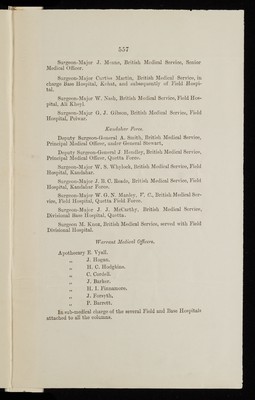 557
Surgeon-Major J. Meane, British Medical Service, Senior
Medical Officer.
Surgeon-Major Curtiss Martin, British Medical Service, in
charge Base Hospital, Kohat, and subsequently of Field Hospi-
tal.
Surgeon-Major W. Nash, British Medical Service, Field Hos-
pital, Ali Kheyl.
Surgeon-Major G. J. Gibson, British Medical Service, Field
Hospital, Peiwar.
Kandahar Force.
Deputy Surgeon-General A. Smith, British Medical Service,
Principal Medical Officer, under General Stewart.
Deputy Surgeon-General J. Hendley, British Medical Service,
Principal Medical Officer, Quetta Force.
Surgeon-Major W. S. Whylock, British Medical Service, Field
Hospital, Kandahar.
Surgeon-Major J. B. C. Reade, British Medical Service, Field
Hospital, Kandahar Force.
Surgeon-Major W. G. N. Manley, V. C., British Medical Ser-
vice, Field Hospital, Quetta Field Force.
Surgeon-Major J. J. McCarthy, British Medical Service,
Divisional Base Hospital, Quetta.
Surgeon M. Knox, British Medical Service, served with Field
Divisional Hospital.
Warrant Medical Officers.
Apothecary E. Vyall.
„ J. Hogan.
„ H. C. Hodgkins.
„ C. Cordell.
„ J. Barker.
„ H. I. Finnamore.
„ J. Forsyth,
„ P. Barrett.
In sub-medical charge of the several Field and Base Hospitals
attached to all the columns.